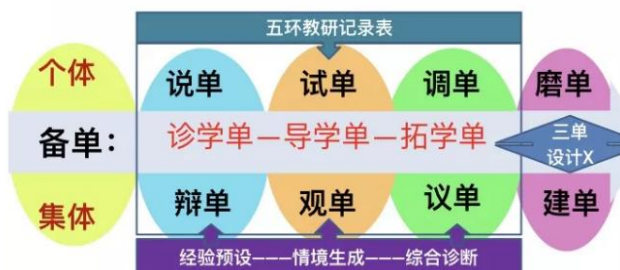 五环教研记录表
个体 说单 试单 调单 磨单
备单： 诊学单—导学单—拓学单
三单
设计X
集体 辩单 观单 议单 建单
经验预设———情境生成———综合诊断